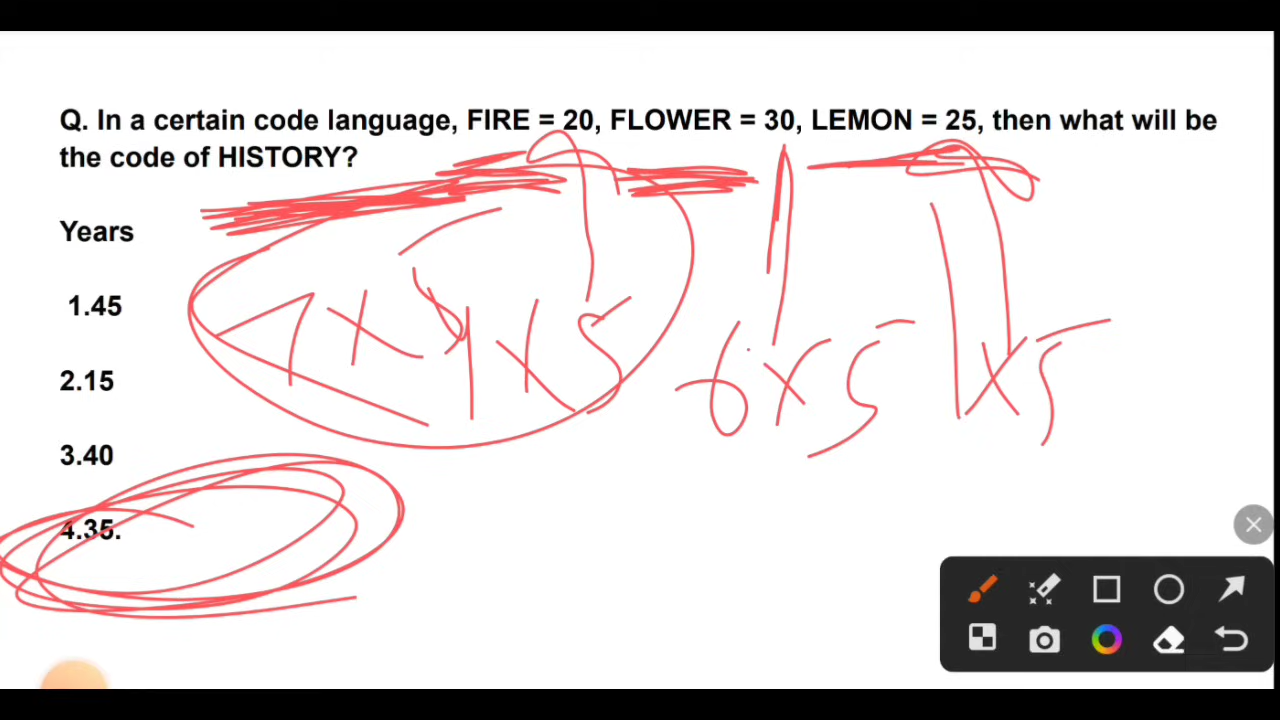 Q. In a certain code language, FIRE = 20, FLOWER = 30, LEMON = 25, then what will be
the code of HISTORY?
Years
1.45
7 X 4 X 5
6 X 5
X 5
2.15
3.40
4.35.